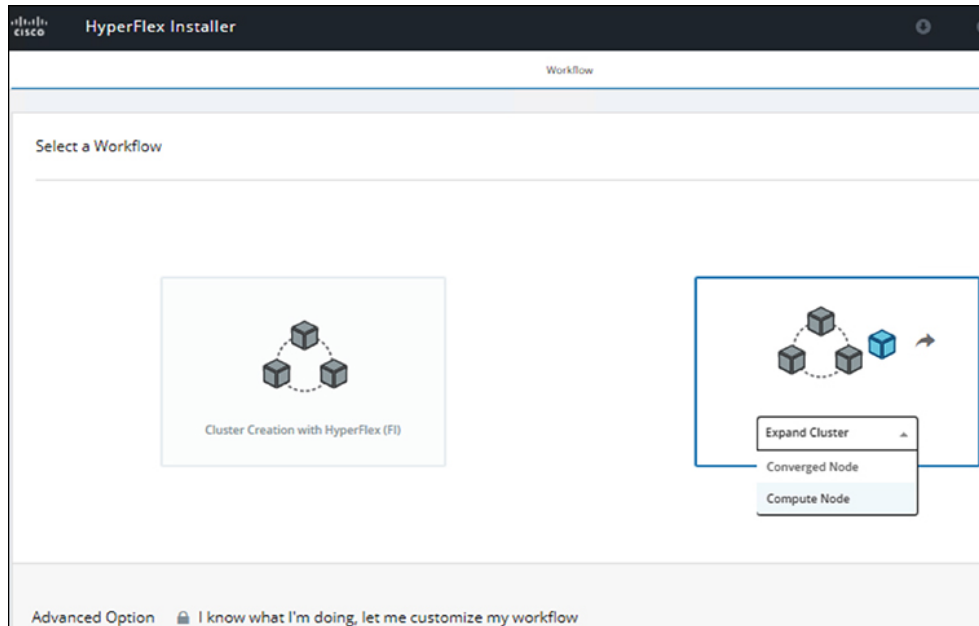 cisco
HyperFlex Installer
Workflow
Select a Workflow
Cluster Creation with HyperFlex (FI)
Expand Cluster
Converged Node
Compute Node
Advanced Option I know what I'm doing, let me customize my workflow